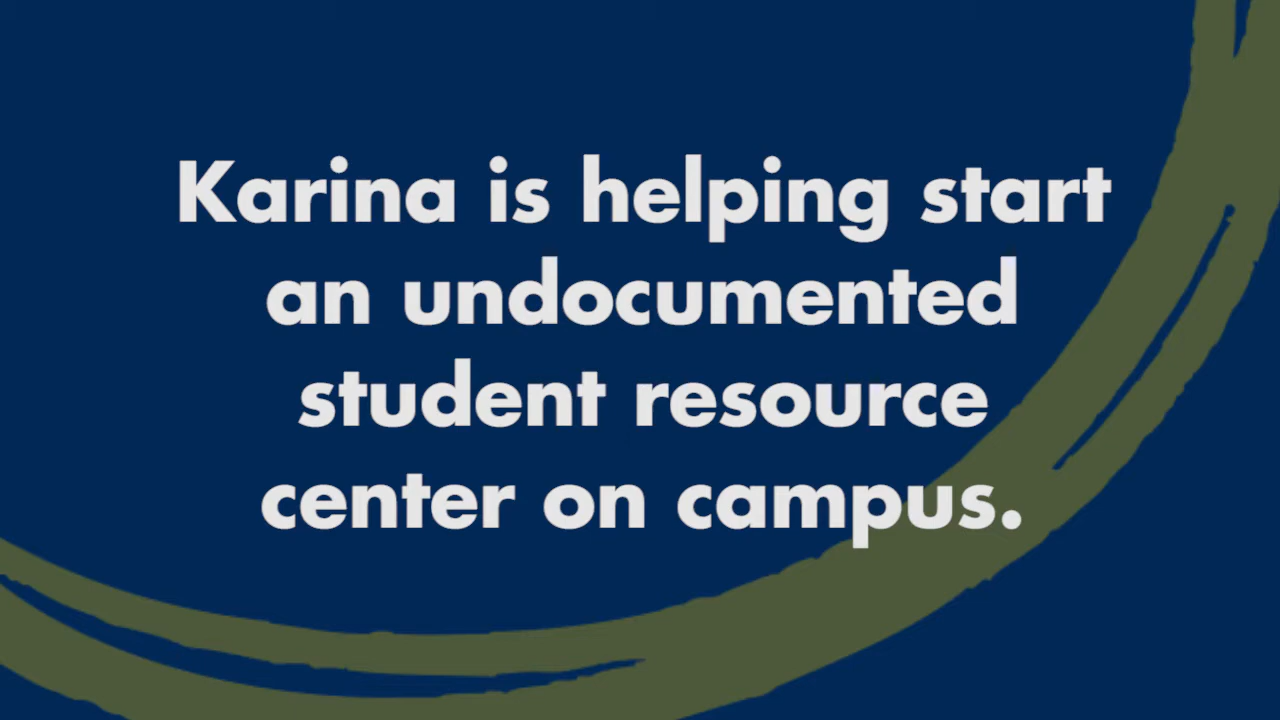 Karina is helping start
an undocumented
student resource
center on campus.